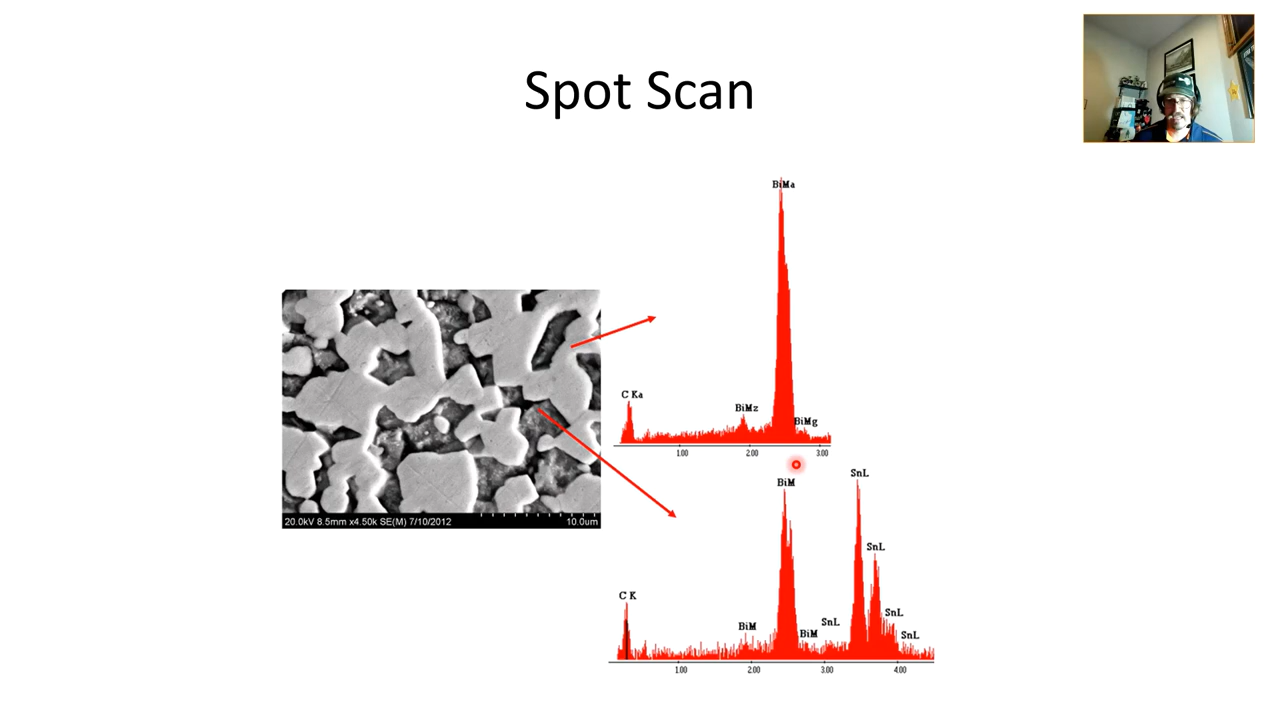 Spot Scan
BiMa
C Ka
BiMz
BiMg
1.00 2.00 3.00
20.0kV 8.5mm x4.50k SE(M) 7/10/2012 10.0um
BiM
SnL
SnL
C K
BiM
BiM
SnL
SnL
SnL
1.00 2.00 3.00 4.00